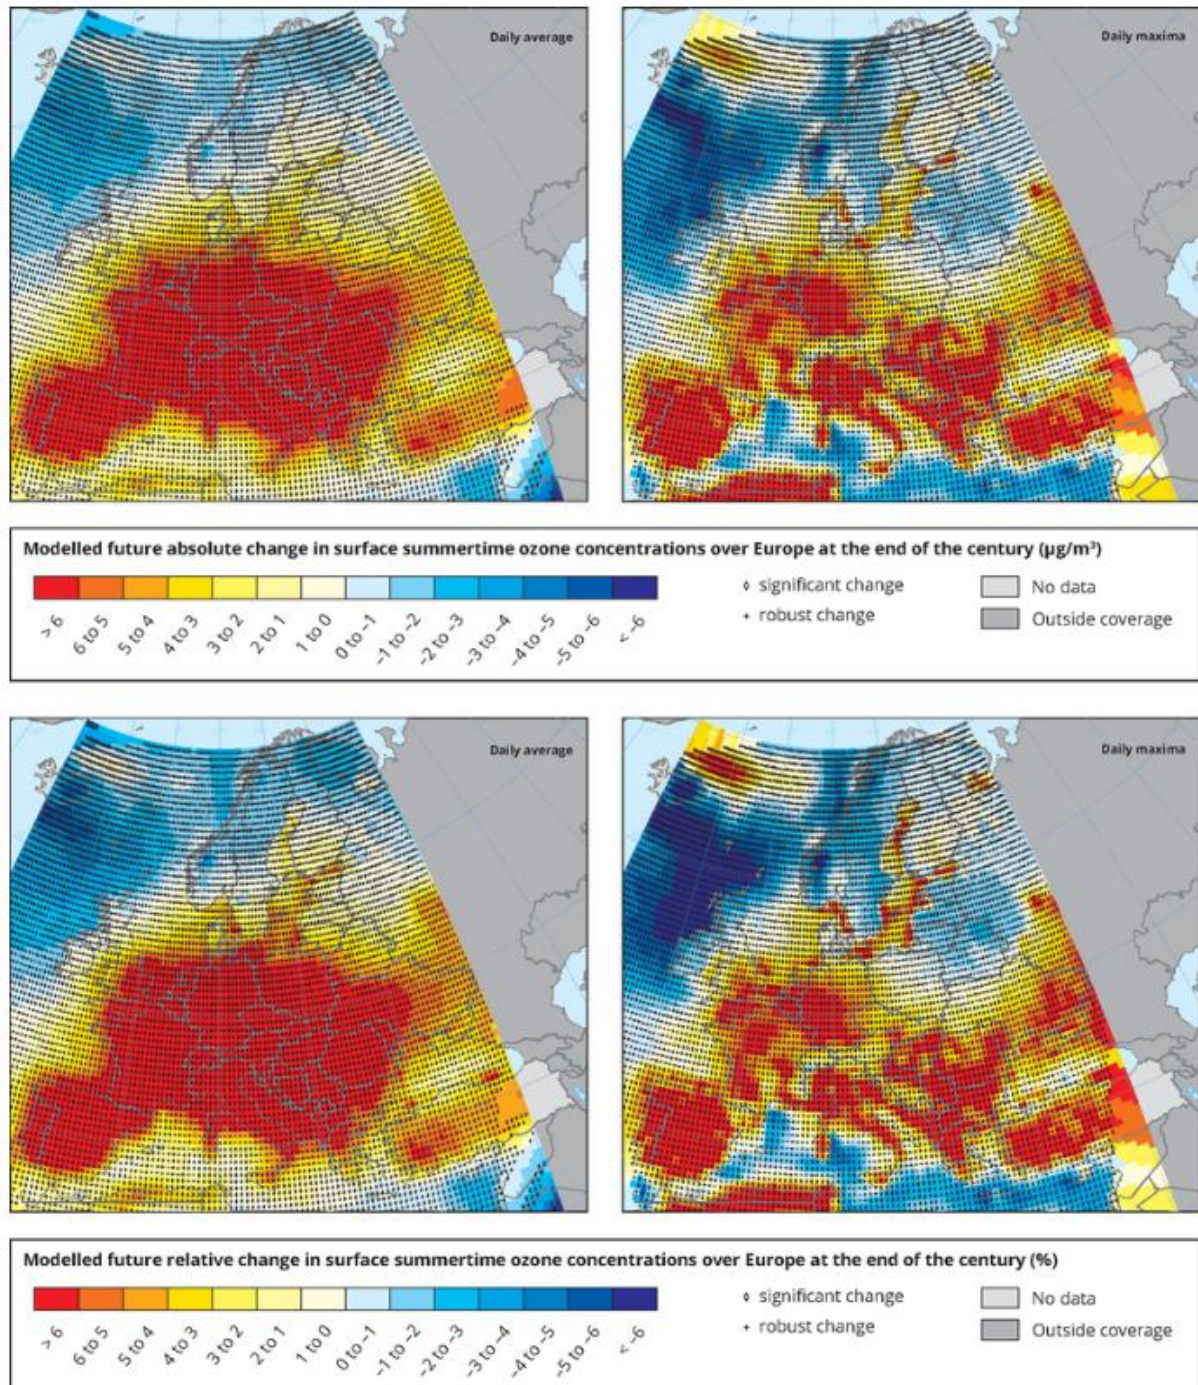 Daily average
Daily maxima
Modelled future absolute change in surface summertime ozone concentrations over Europe at the end of the century (µg/m³)
> 6
6 to 5
5 to 4
4 to 3
3 to 2
2 to 1
1 to 0
0 to −1
−1 to −2
−2 to −3
−3 to −4
−4 to −5
−5 to −6
< −6
◊ significant change
+ robust change
No data
Outside coverage
Daily average
Daily maxima
Modelled future relative change in surface summertime ozone concentrations over Europe at the end of the century (%)
> 6
6 to 5
5 to 4
4 to 3
3 to 2
2 to 1
1 to 0
0 to −1
−1 to −2
−2 to −3
−3 to −4
−4 to −5
−5 to −6
< −6
◊ significant change
+ robust change
No data
Outside coverage